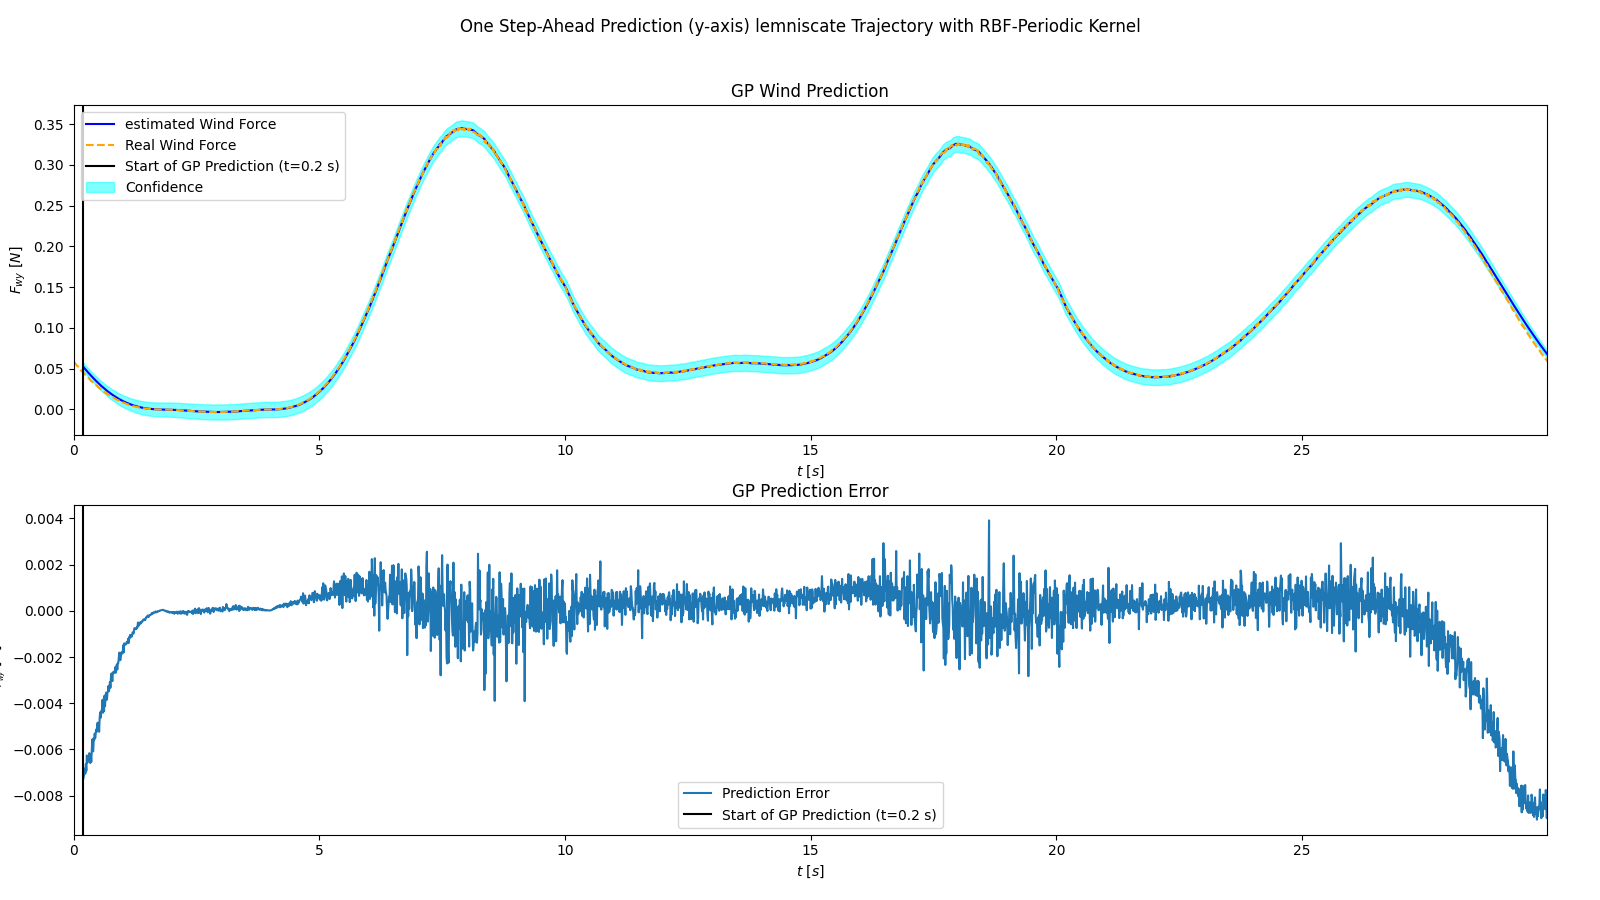 One Step-Ahead Prediction (y-axis) lemniscate Trajectory with RBF-Periodic Kernel
GP Wind Prediction
estimated Wind Force
Real Wind Force
Start of GP Prediction (t=0.2 s)
Confidence
0.35
0.30
0.25
0.20
0.15
0.10
0.05
0.00
F_wy [N]
0 5 10 15 20 25
t [s]
GP Prediction Error
0.004
0.002
0.000
−0.002
−0.004
−0.006
−0.008
Prediction Error
Start of GP Prediction (t=0.2 s)
0 5 10 15 20 25
t [s]